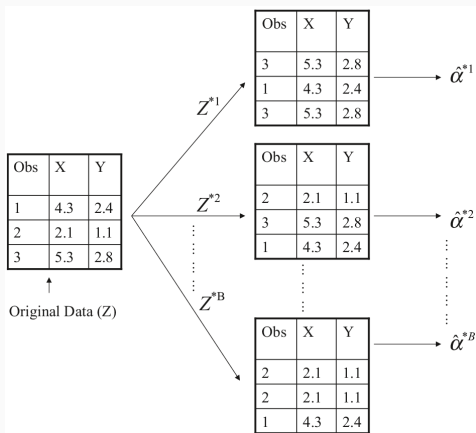 Obs X Y
3 5.3 2.8
1 4.3 2.4
3 5.3 2.8
α̂*1
Z*1
Obs X Y
1 4.3 2.4
2 2.1 1.1
3 5.3 2.8
Original Data (Z)
Z*2
Obs X Y
2 2.1 1.1
3 5.3 2.8
1 4.3 2.4
α̂*2
Z*B
Obs X Y
2 2.1 1.1
2 2.1 1.1
1 4.3 2.4
α̂*B